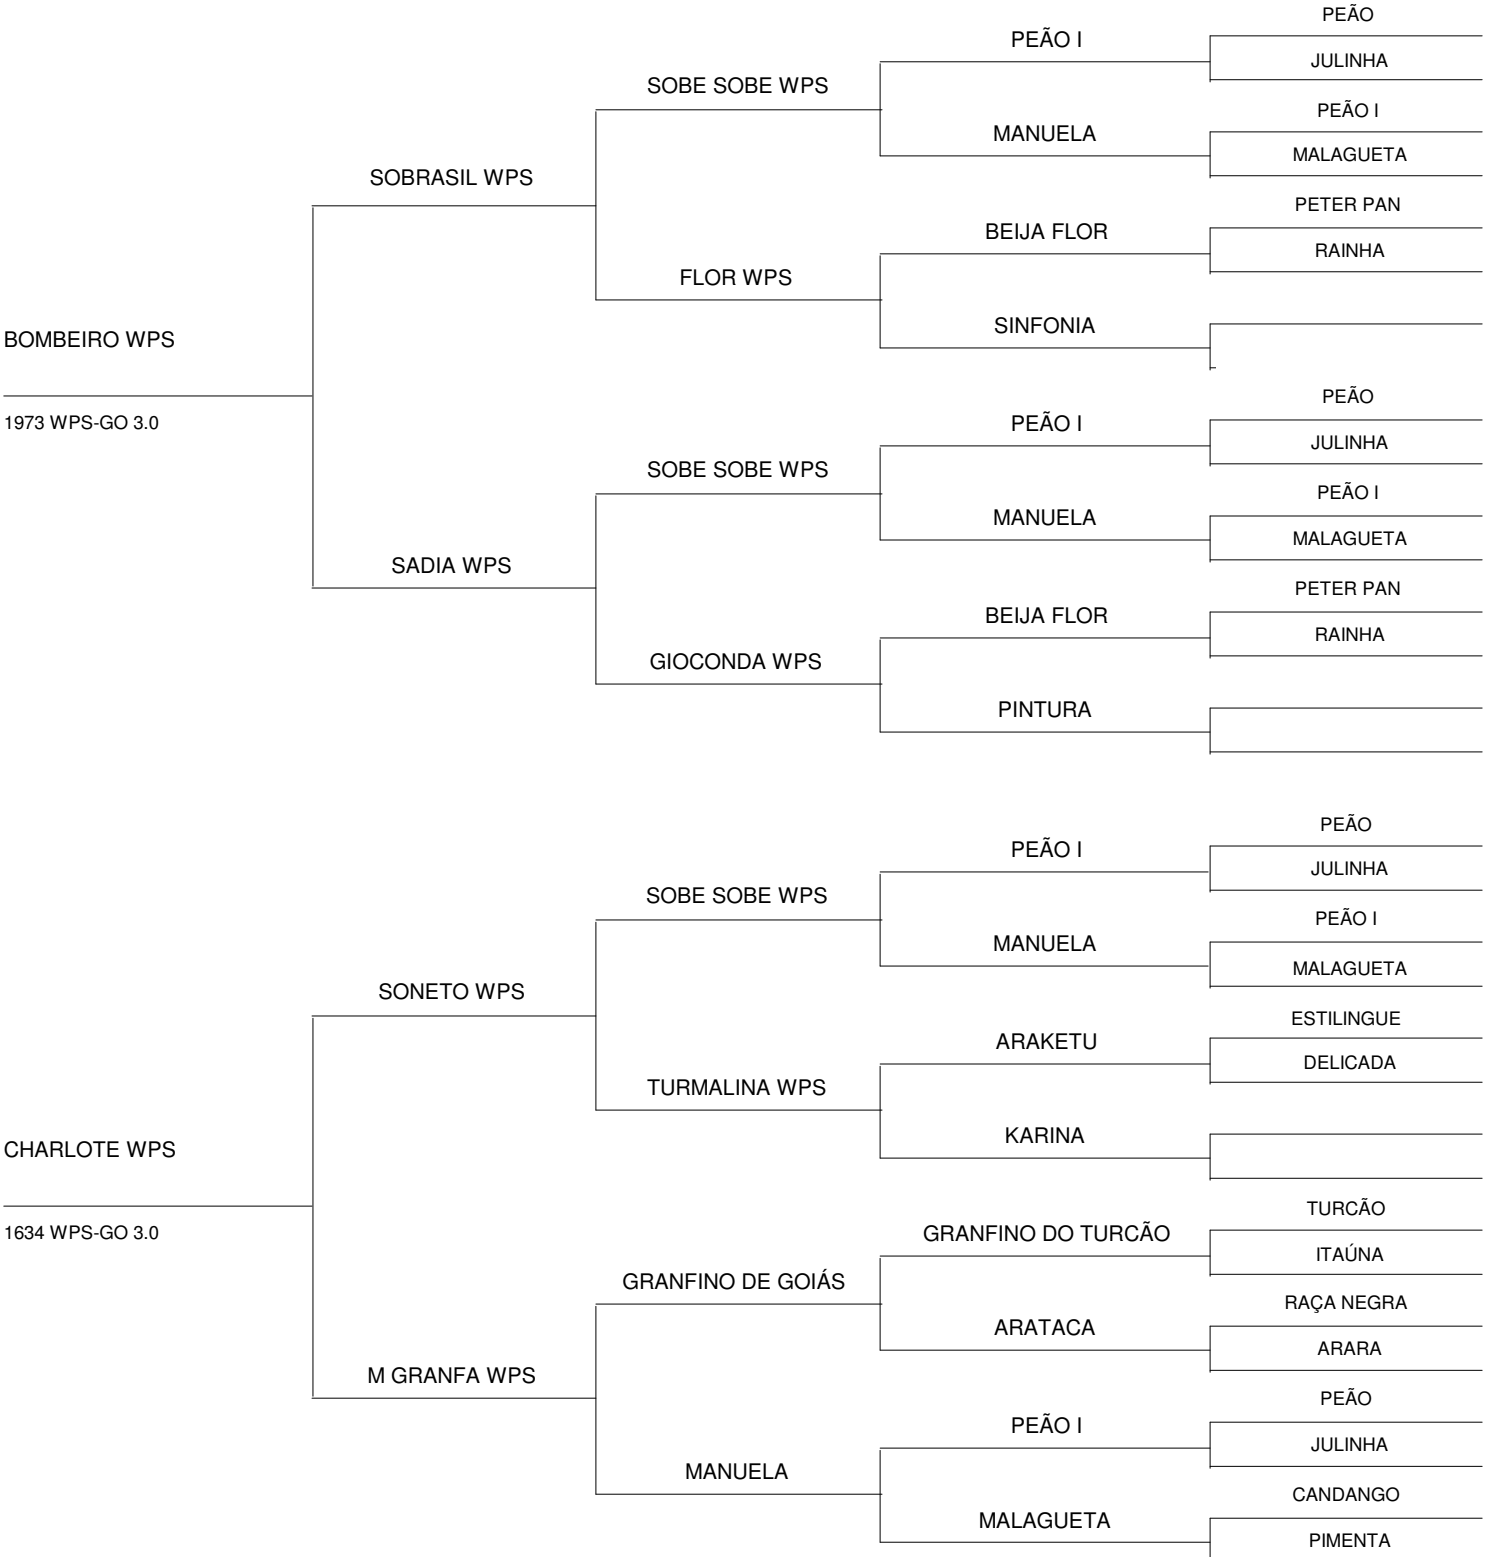 PEÃO
PEÃO I
JULINHA
SOBE SOBE WPS
PEÃO I
MANUELA
MALAGUETA
SOBRASIL WPS
PETER PAN
BEIJA FLOR
RAINHA
FLOR WPS
SINFONIA
BOMBEIRO WPS
PEÃO
1973 WPS-GO 3.0
PEÃO I
JULINHA
SOBE SOBE WPS
PEÃO I
MANUELA
MALAGUETA
SADIA WPS
PETER PAN
BEIJA FLOR
RAINHA
GIOCONDA WPS
PINTURA
PEÃO
PEÃO I
JULINHA
SOBE SOBE WPS
PEÃO I
MANUELA
MALAGUETA
SONETO WPS
ESTILINGUE
ARAKETU
DELICADA
TURMALINA WPS
KARINA
CHARLOTE WPS
TURCÃO
1634 WPS-GO 3.0
GRANFINO DO TURCÃO
ITAÚNA
GRANFINO DE GOIÁS
RAÇA NEGRA
ARATACA
ARARA
M GRANFA WPS
PEÃO
PEÃO I
JULINHA
MANUELA
CANDANGO
MALAGUETA
PIMENTA